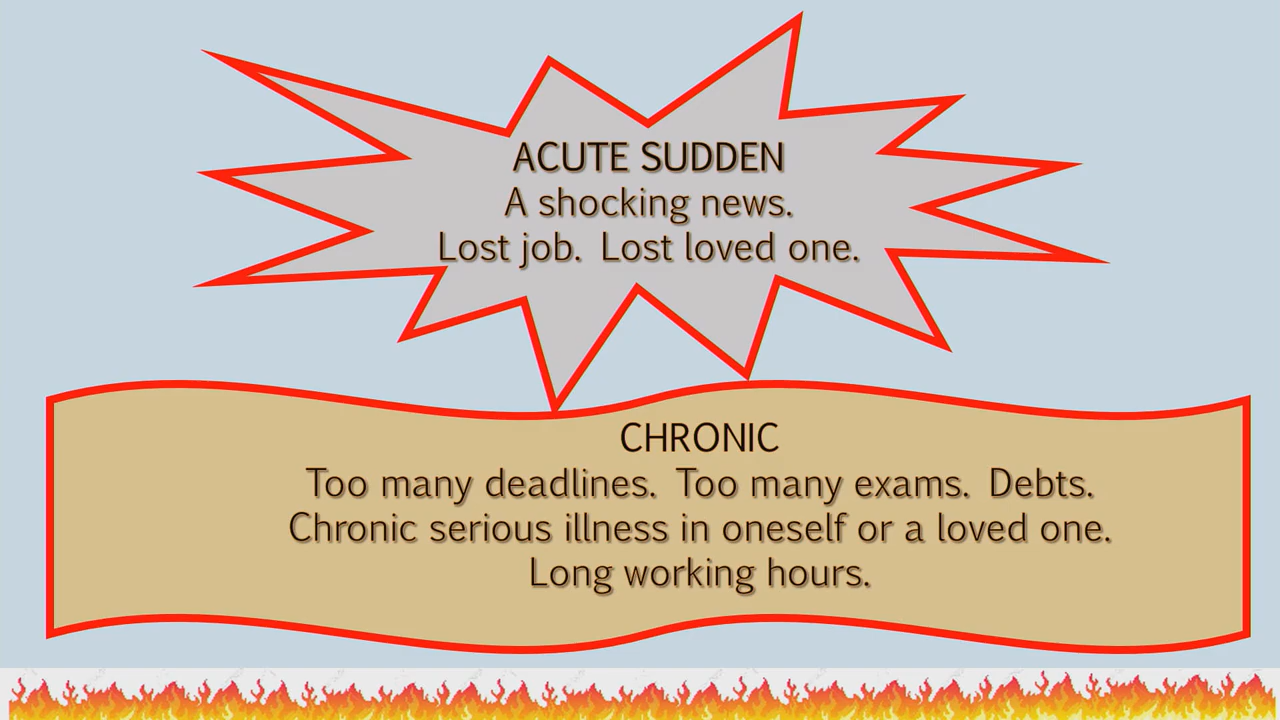 ACUTE SUDDEN
A shocking news.
Lost job.  Lost loved one.
CHRONIC
Too many deadlines.  Too many exams.  Debts.
Chronic serious illness in oneself or a loved one.
Long working hours.